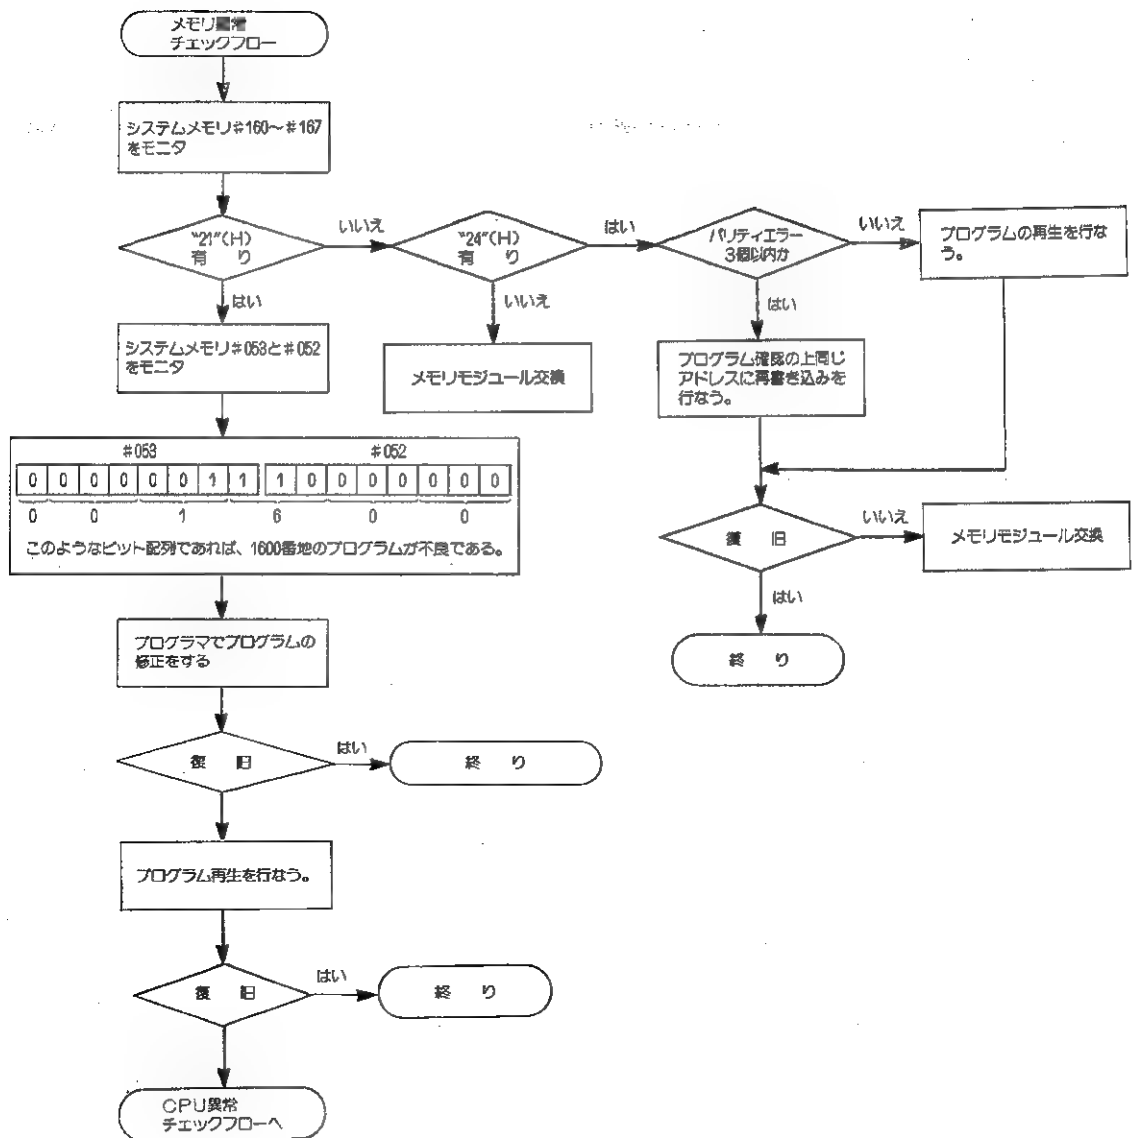 メモリ異常
チェックフロー
システムメモリ#160～#167
をモニタ
"21"(H)
有 り
いいえ
"24"(H)
有 り
はい
パリティエラー
3個以内か
いいえ
プログラムの再生を行な
う。
はい
いいえ
はい
システムメモリ#053と#052
をモニタ
メモリモジュール交換
プログラム確認の上同じ
アドレスに再書き込みを
行なう。
#053 #052
0 0 0 0 0 0 1 1 1 0 0 0 0 0 0 0
0 0 1 6 0 0
このようなビット配列であれば、1600番地のプログラムが不良である。
復 旧
いいえ
メモリモジュール交換
はい
終 り
プログラマでプログラムの
修正をする
復 旧
はい
終 り
プログラム再生を行なう。
復 旧
はい
終 り
CPU異常
チェックフローへ